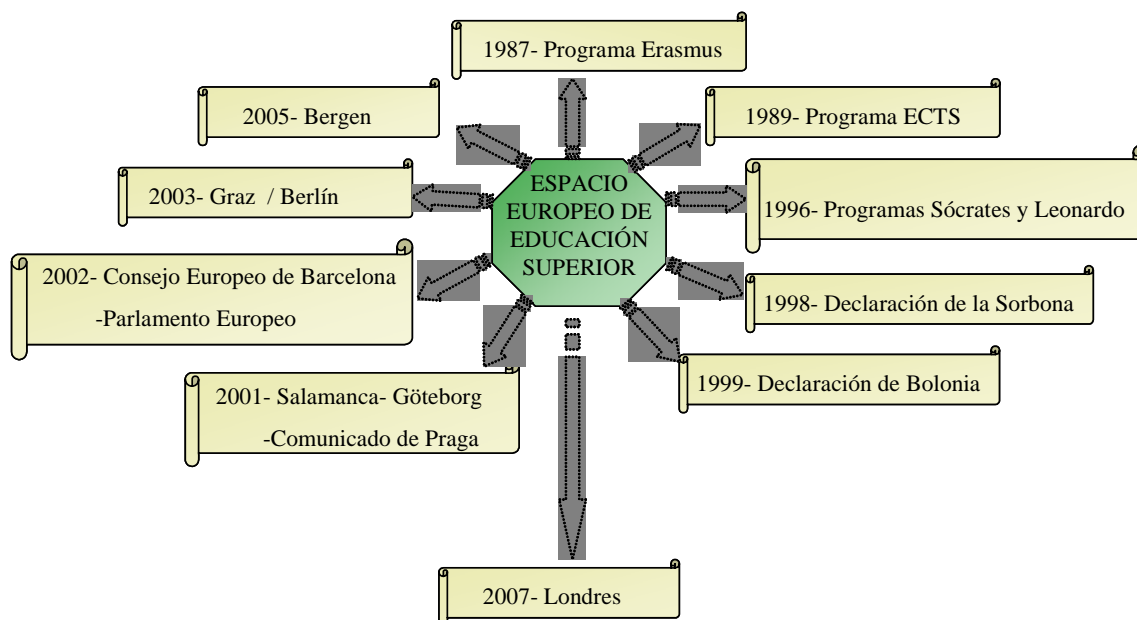 1987- Programa Erasmus
2005- Bergen
1989- Programa ECTS
2003- Graz / Berlín
ESPACIO
EUROPEO DE
EDUCACIÓN
SUPERIOR
1996- Programas Sócrates y Leonardo
2002- Consejo Europeo de Barcelona
-Parlamento Europeo
1998- Declaración de la Sorbona
2001- Salamanca- Göteborg
-Comunicado de Praga
1999- Declaración de Bolonia
2007- Londres